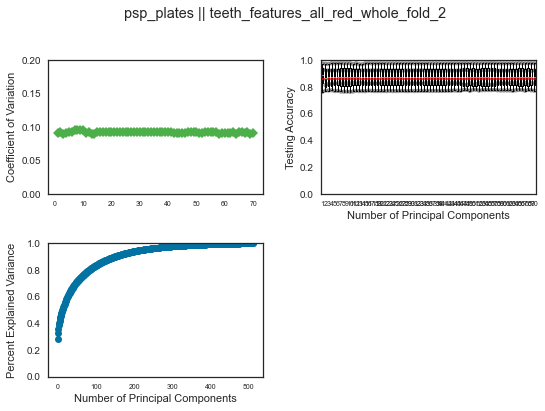 psp_plates || teeth_features_all_red_whole_fold_2
Coefficient of Variation
0.20
0.15
0.10
0.05
0.00
0 10 20 30 40 50 60 70
Testing Accuracy
1.0
0.8
0.6
0.4
0.2
0.0
Number of Principal Components
Percent Explained Variance
1.0
0.8
0.6
0.4
0.2
0.0
0 100 200 300 400 500
Number of Principal Components